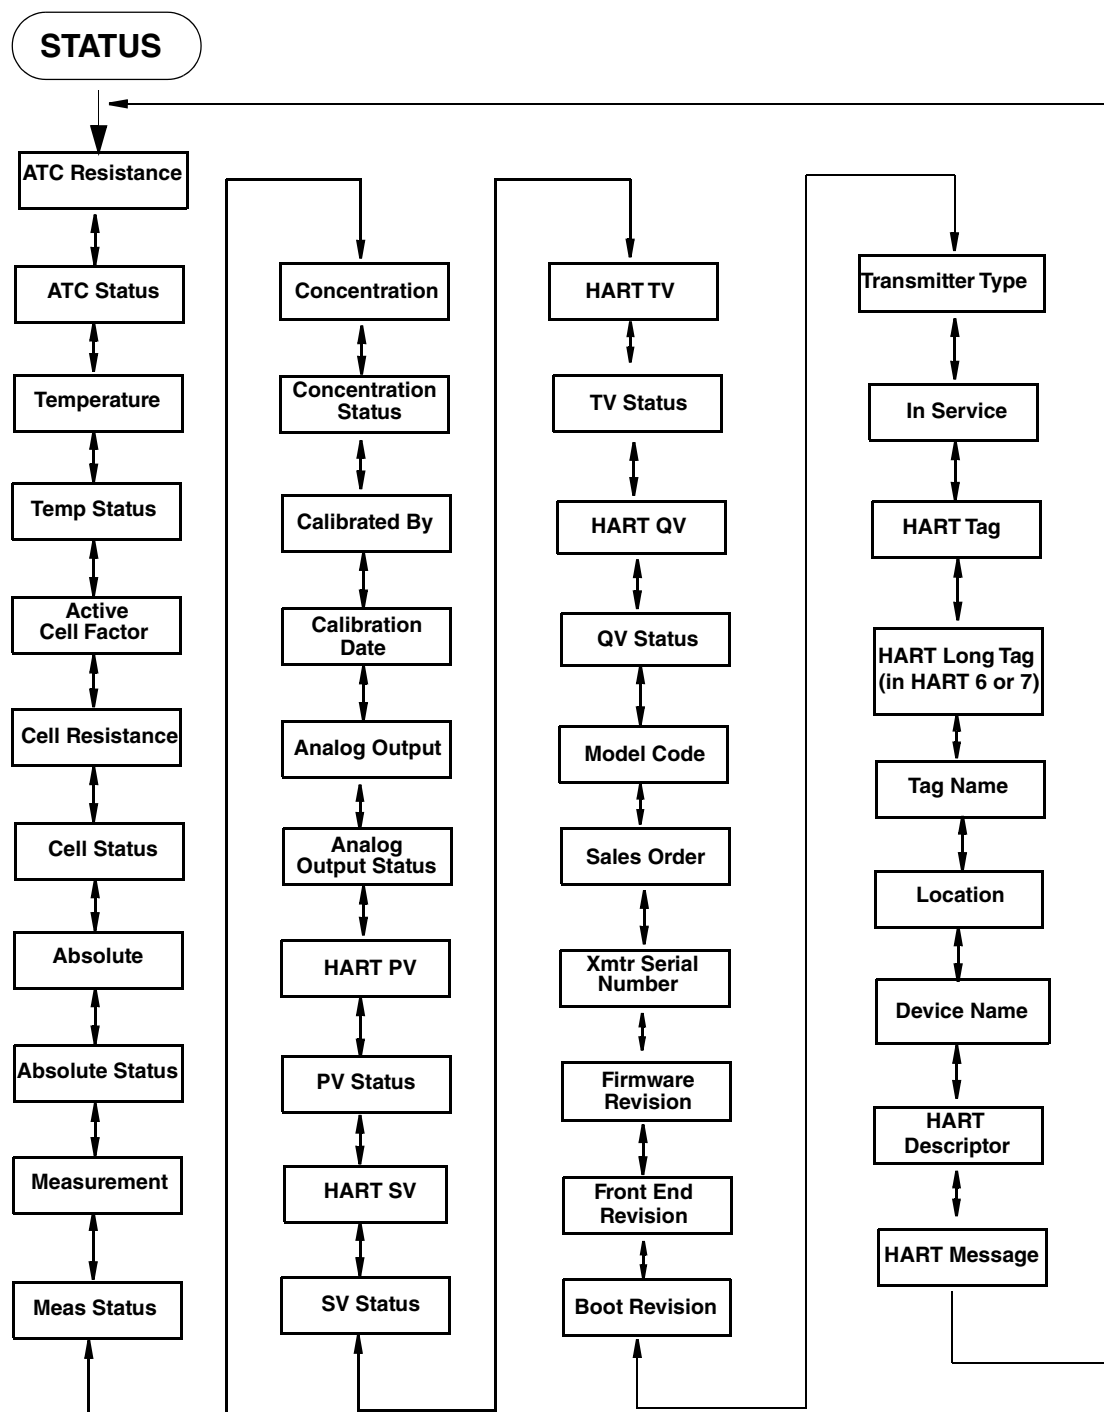 STATUS
ATC Resistance
ATC Status
Temperature
Temp Status
Active
Cell Factor
Cell Resistance
Cell Status
Absolute
Absolute Status
Measurement
Meas Status
Concentration
Concentration
Status
Calibrated By
Calibration
Date
Analog Output
Analog
Output Status
HART PV
PV Status
HART SV
SV Status
HART TV
TV Status
HART QV
QV Status
Model Code
Sales Order
Xmtr Serial
Number
Firmware
Revision
Front End
Revision
Boot Revision
Transmitter Type
In Service
HART Tag
HART Long Tag
(in HART 6 or 7)
Tag Name
Location
Device Name
HART
Descriptor
HART Message